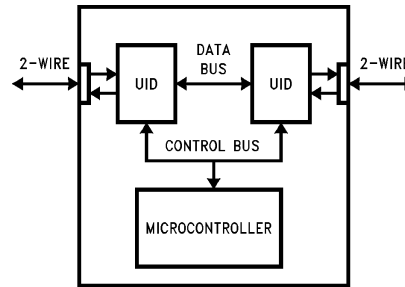 2-WIRE
UID
DATA
BUS
UID
2-WIRE
CONTROL BUS
MICROCONTROLLER